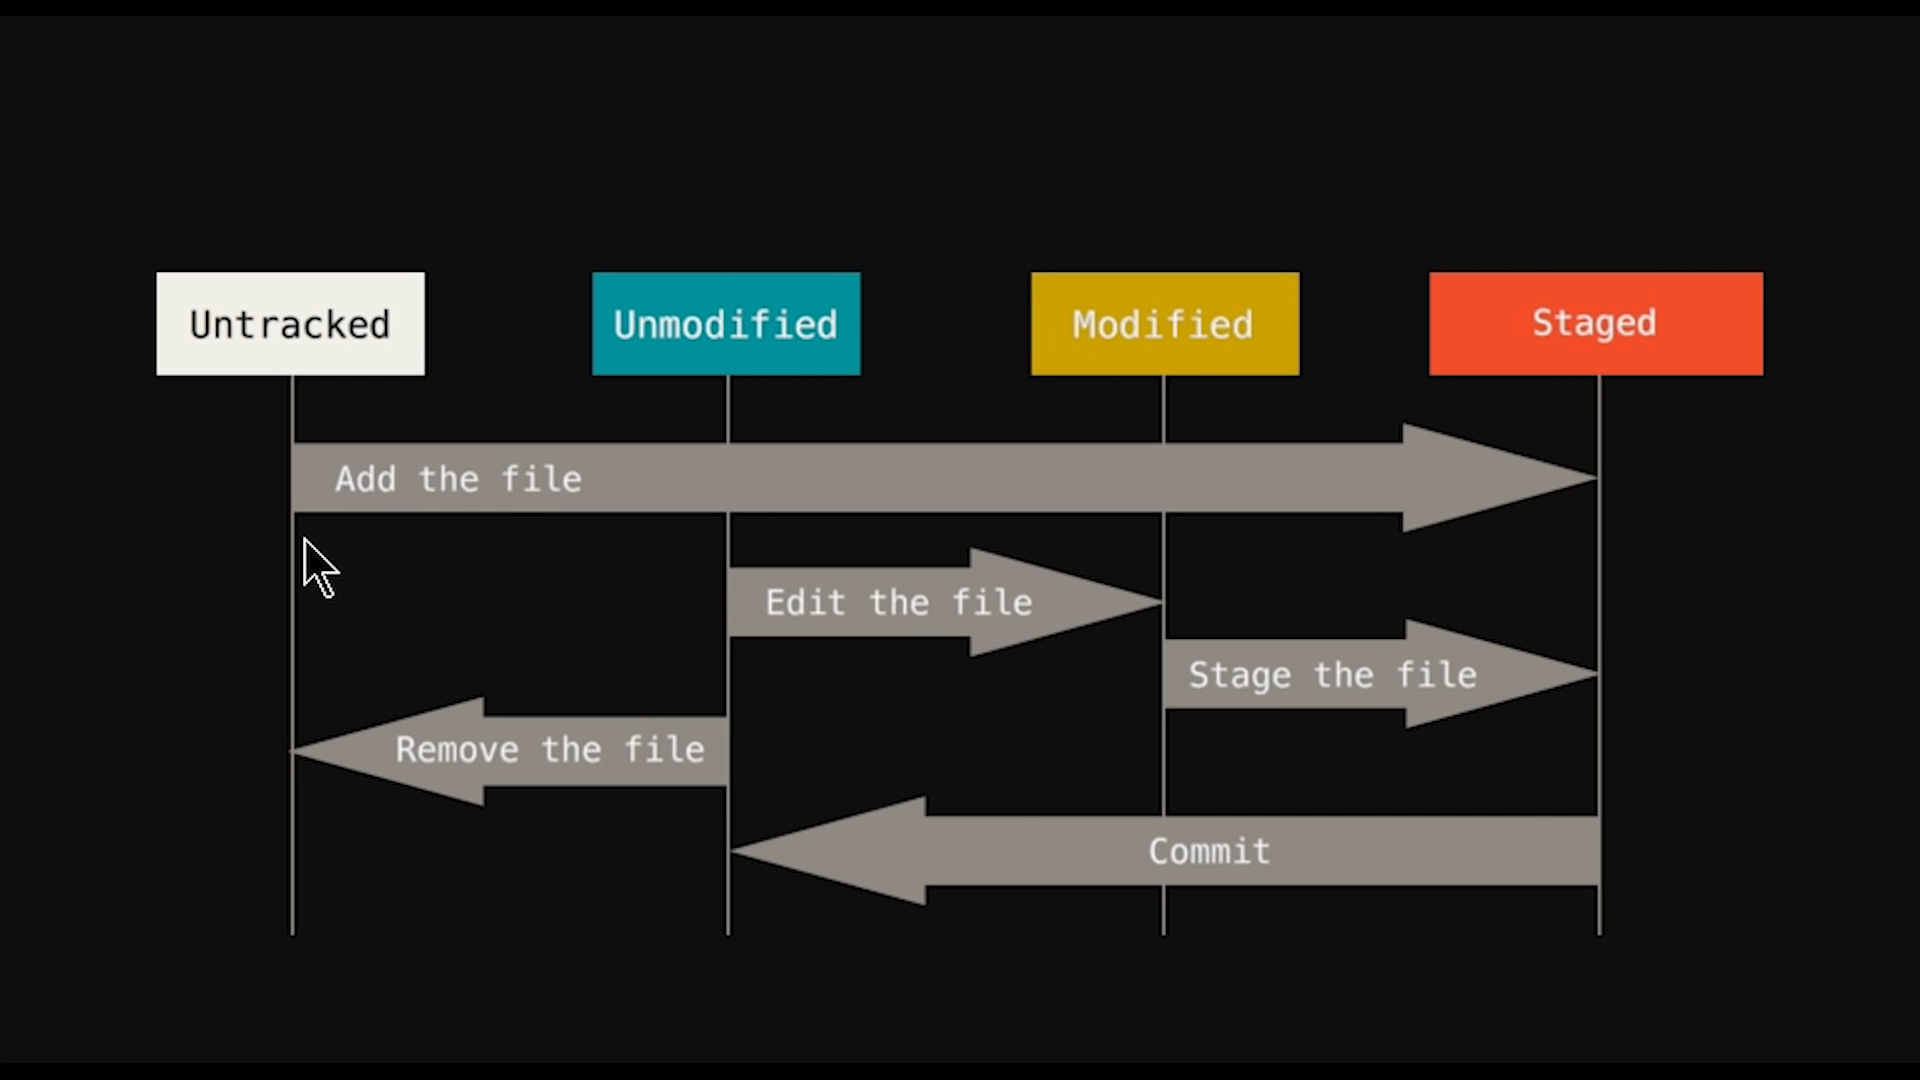 Untracked
Unmodified
Modified
Staged
Add the file
Edit the file
Stage the file
Remove the file
Commit